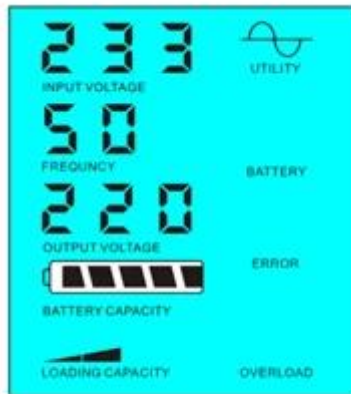 233
INPUT VOLTAGE
UTILITY
50
FREQUNCY
BATTERY
220
OUTPUT VOLTAGE
ERROR
BATTERY CAPACITY
LOADING CAPACITY
OVERLOAD